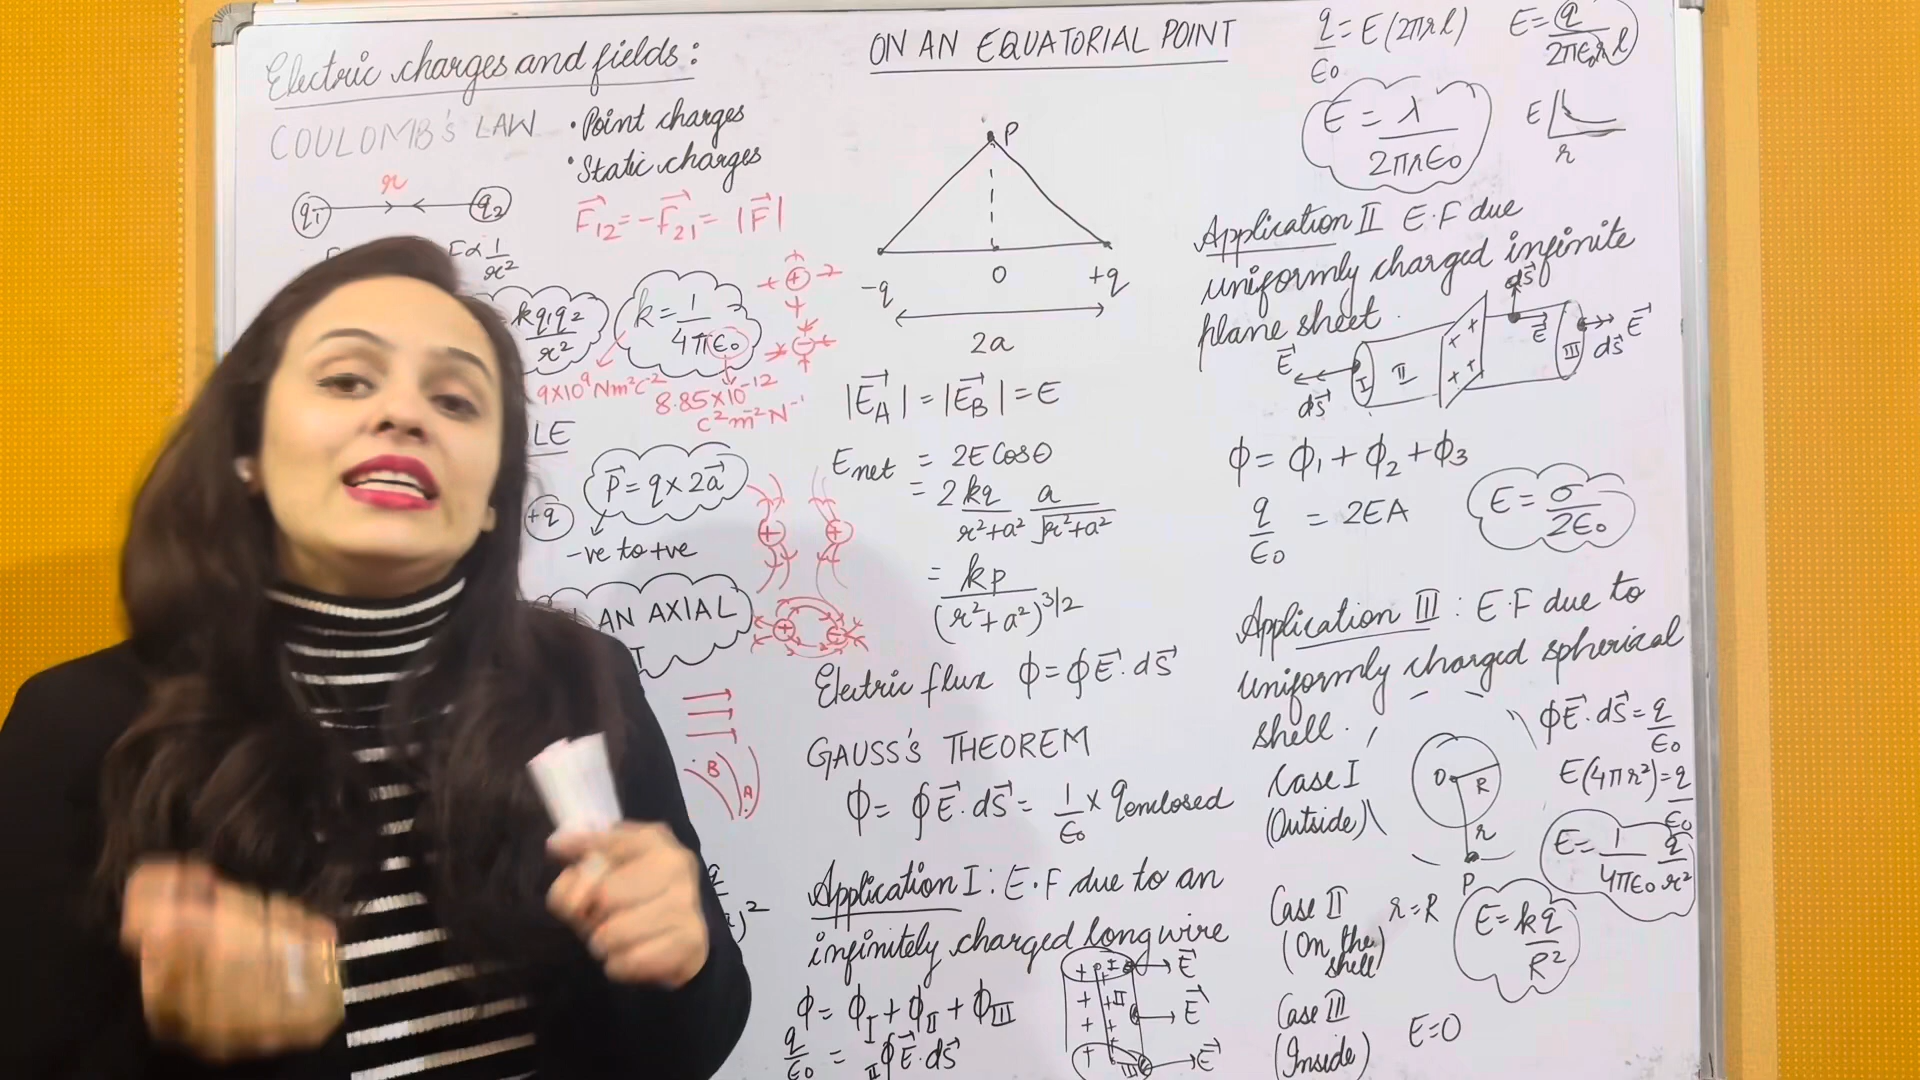 Electric charges and fields:
COULOMB's LAW
• Point charges
• Static charges
r
q1 q2
F12 = -F21 = |F|
F∝ 1/r²
kq1q2/r²
k = 1/4πϵ0
9×10⁹ Nm²C⁻²
8.85×10⁻¹²
C²m⁻²N⁻¹
LE
P = q × 2a
+q
-ve to +ve
AN AXIAL
T
B
A
ON AN EQUATORIAL POINT
P
-q O +q
2a
|EA| = |EB| = E
Enet = 2E Cosθ
= 2 kq/r²+a² a/√r²+a²
= kp/(r²+a²)3/2
Electric flux ϕ = ∮E.dS
GAUSS's THEOREM
ϕ = ∮E.dS = 1/ϵ0 × qenclosed
Application I : E.F due to an
infinitely charged long wire
ϕ = ϕI + ϕII + ϕIII
q/ϵ0 = II∮E.dS
E
E
E
q/ϵ0 = E(2πrl)
E = q/2πϵ0rl
E = λ/2πrϵ0
E
r
Application II E.F due
uniformly charged infinite
plane sheet.
E dS I II dS E III E dS
ϕ = ϕ1 + ϕ2 + ϕ3
q/ϵ0 = 2EA
E = σ/2ϵ0
Application III : E.F due to
uniformly charged spherical
shell.
ϕE.dS = q/ϵ0
Case I
(Outside)
O R
r
P
E(4πr²) = q/ϵ0
E = 1/4πϵ0 q/r²
Case II r=R
(On the
shell)
E = kq/R²
Case III
(Inside)
E=0